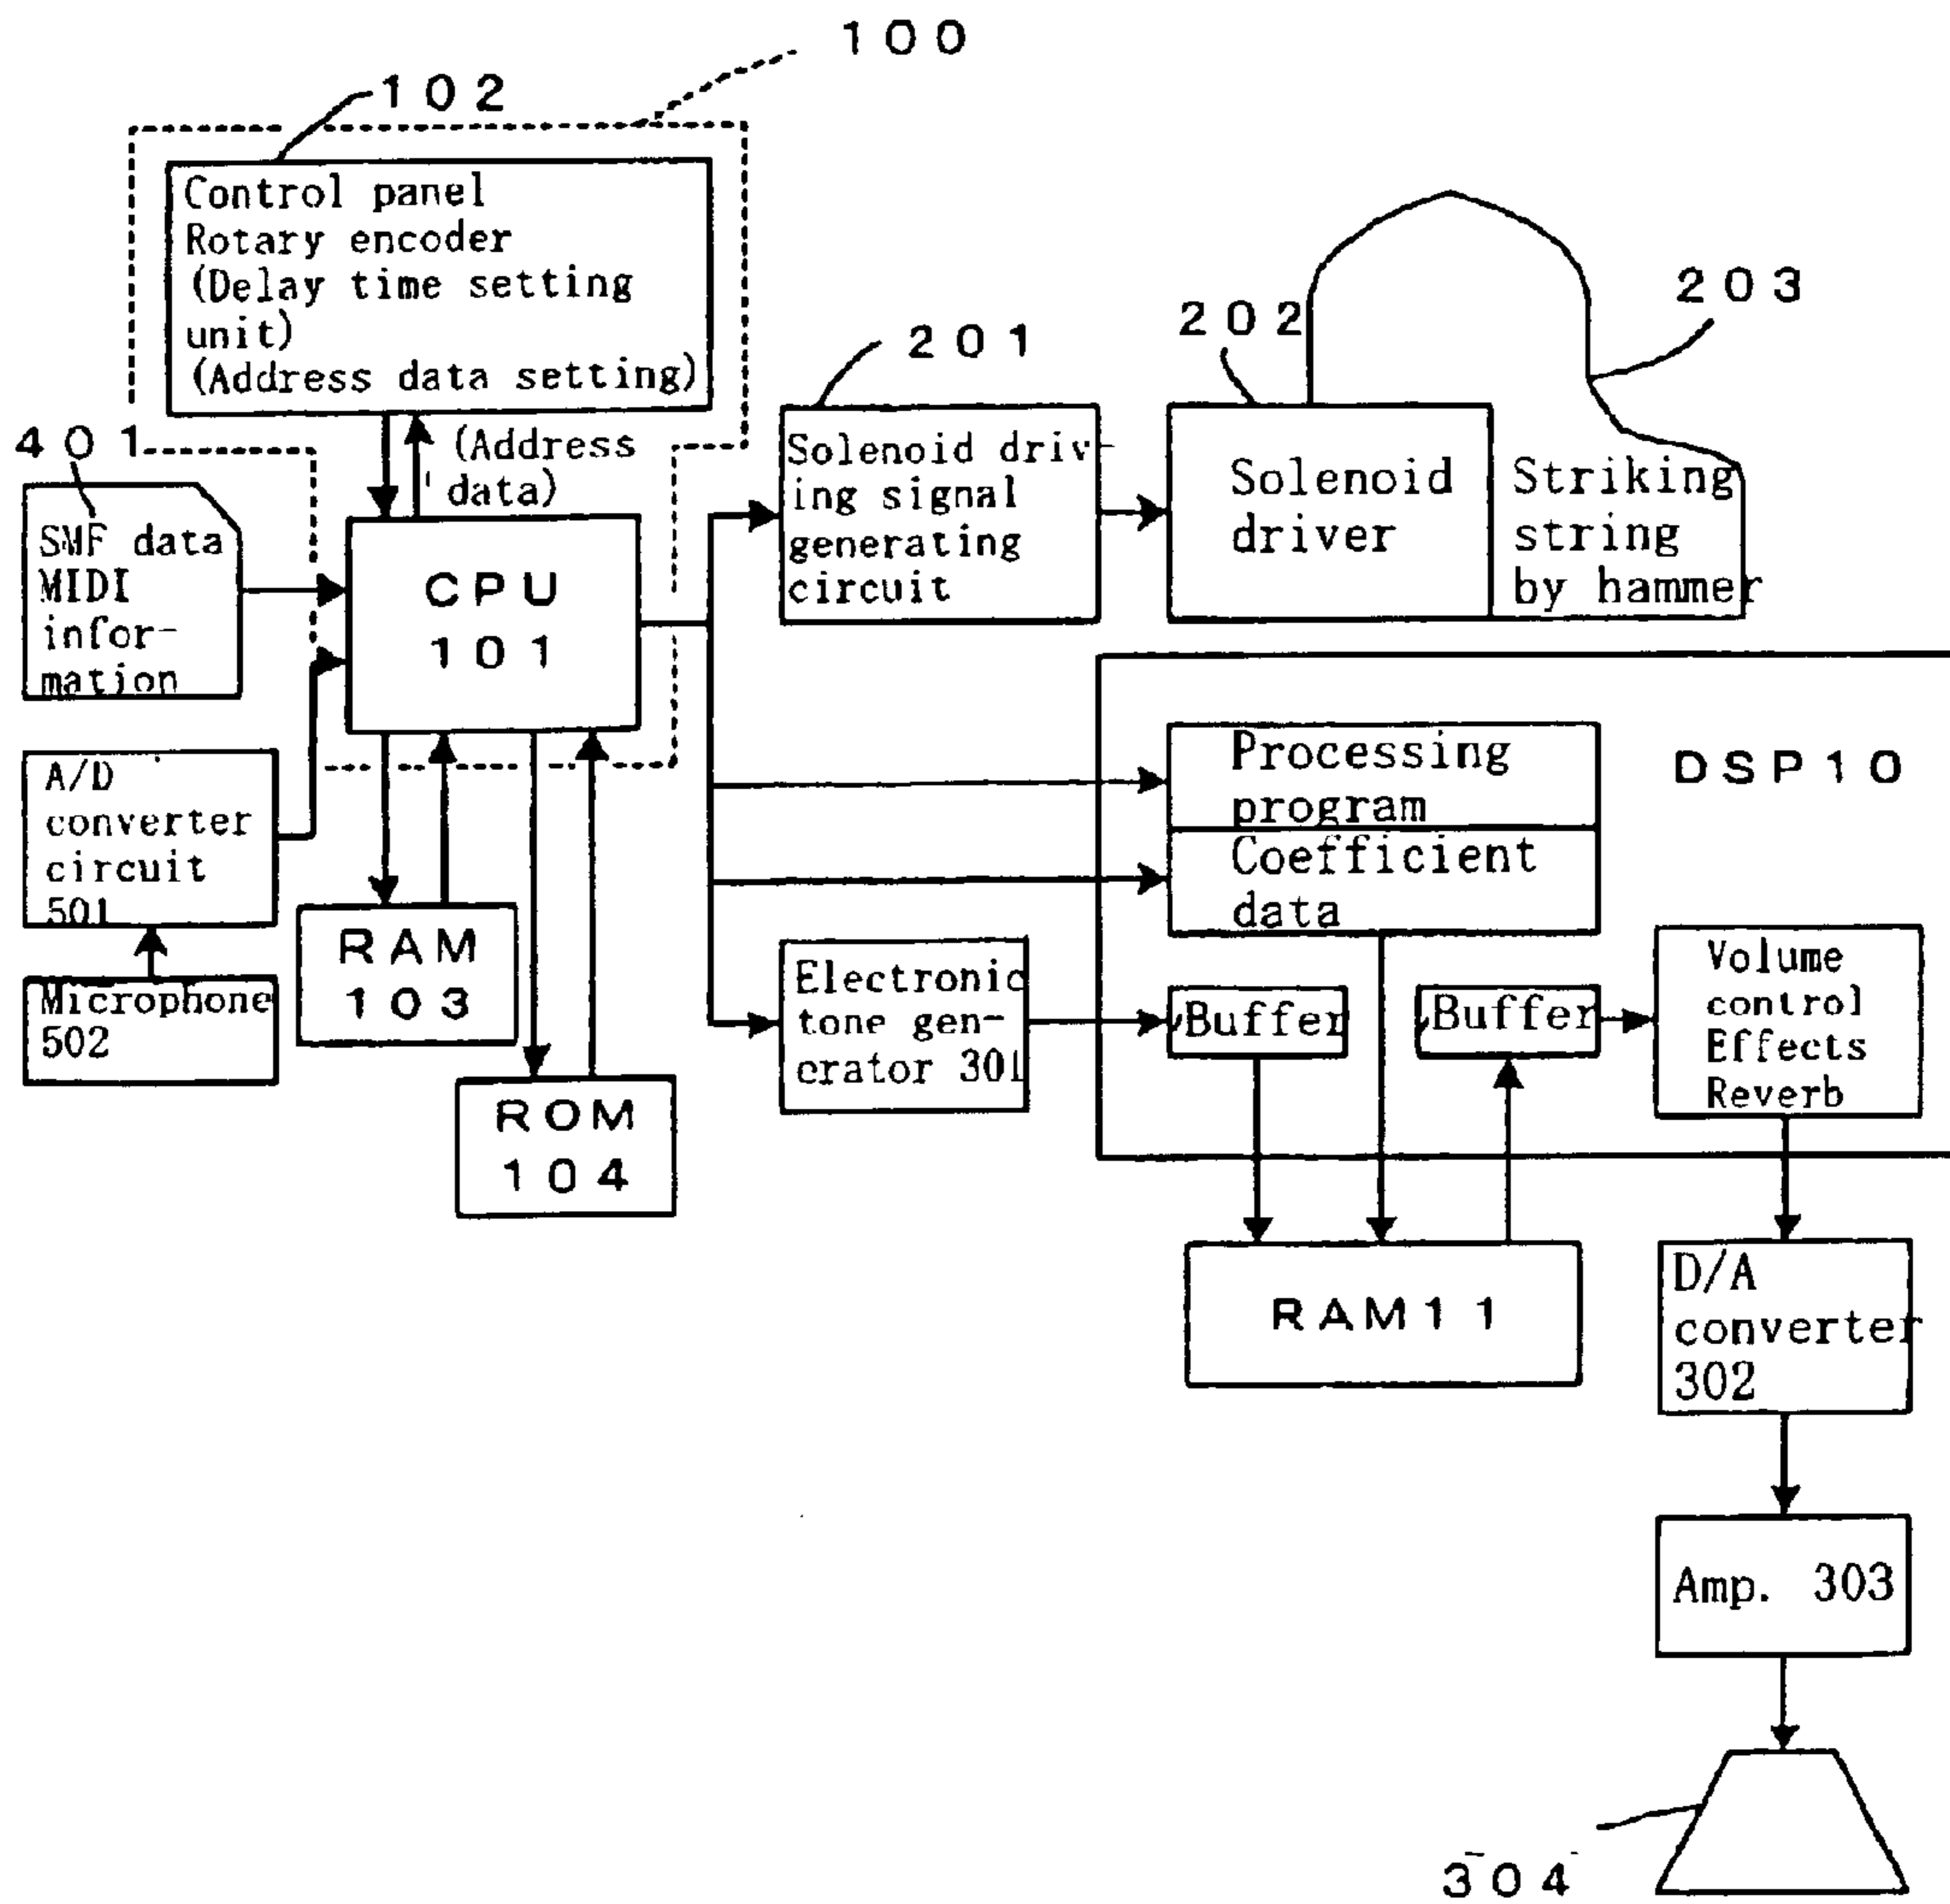 100
102
Control panel
Rotary encoder
(Delay time setting
unit)
(Address data setting)
203
202
201
401
(Address
data)
Solenoid driv-
ing signal
generating
circuit
Solenoid
driver
Striking
string
by hammer
SMF data
MIDI
infor-
mation
CPU
101
Processing
program
DSP10
A/D
converter
circuit
501
Coefficient
data
RAM
103
Microphone
502
Electronic
tone gen-
erator 301
Buffer
Buffer
Volume
control
Effects
Reverb
ROM
104
RAM11
D/A
converter
302
Amp. 303
304